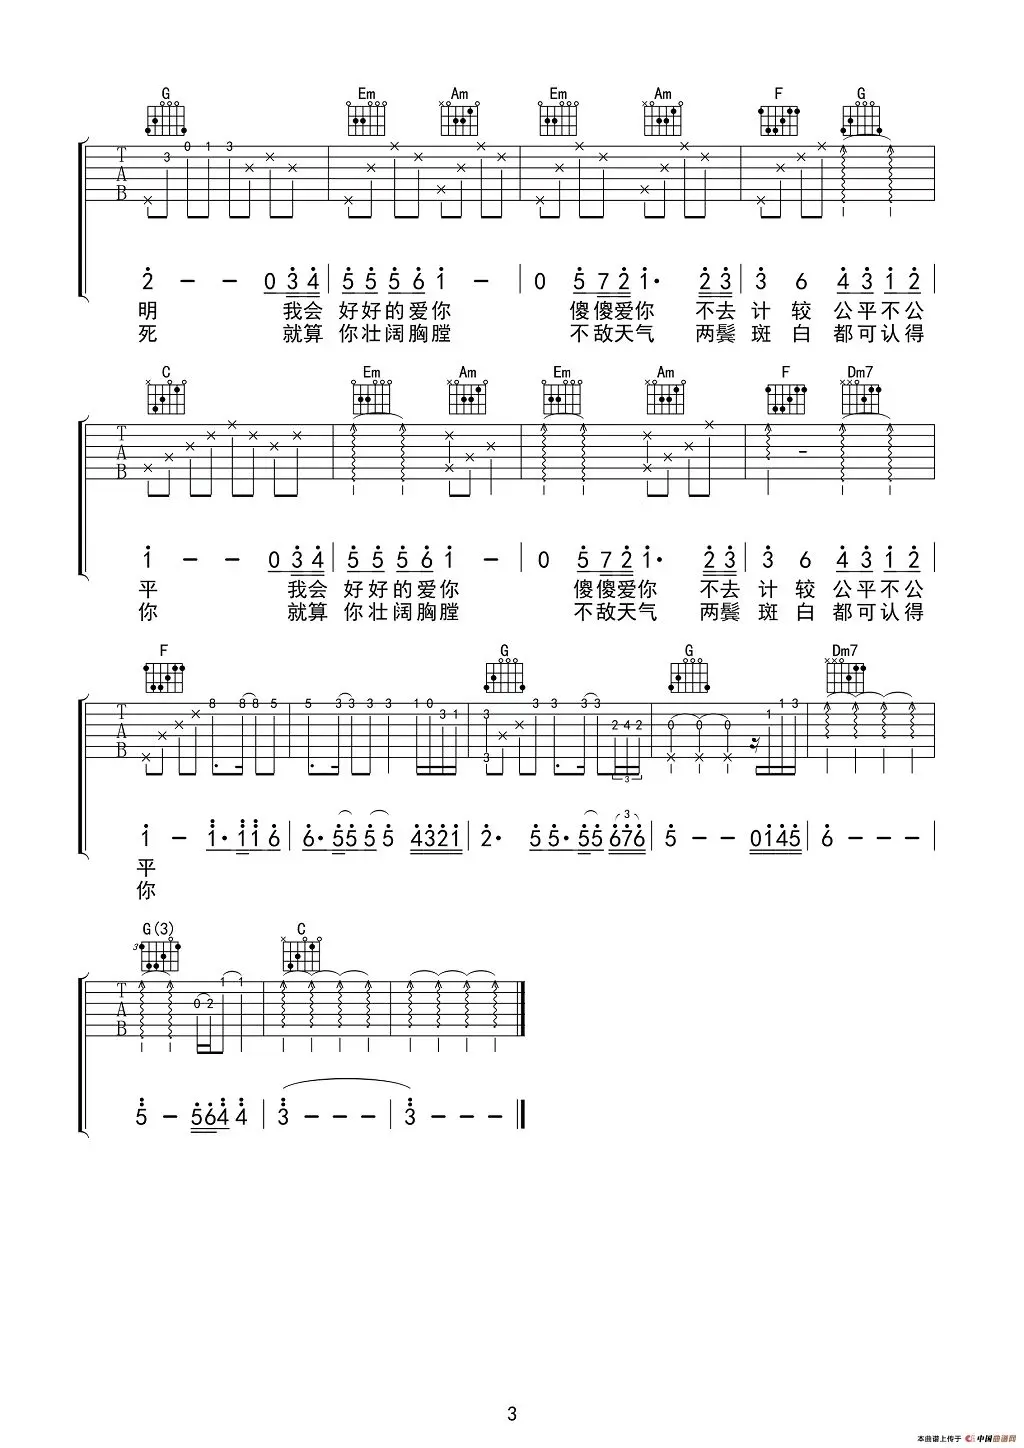 G Em Am Em Am F G
3 0 1 3
T
A
B
2 - - 0 3 4 5 5 5 6 1 - 0 5 7 2 1 · 2 3 3 6 4 3 1 2
明 我会 好好的爱你 傻傻爱你 不去 计 较 公平不公
死 就算 你壮阔胸膛 不敌天气 两鬓 斑 白 都可认得
C Em Am Em Am F Dm7
T
A
B
1 - - 0 3 4 5 5 5 6 1 - 0 5 7 2 1 · 2 3 3 6 4 3 1 2
平 我会 好好的爱你 傻傻爱你 不去 计 较 公平不公
你 就算 你壮阔胸膛 不敌天气 两鬓 斑 白 都可认得
F G G Dm7
8 8 8 5 5 3 3 3 3 1 0 3 1 3 3 3 3 3 3 2 4 2 0 0 0 1 1 3
T
A
B
3
1 - 1 · 1 1 6 6 · 5 5 5 5 4 3 2 1 2 · 5 5 · 5 5 6 7 6 5 - - 0 1 4 5 6 - - -
平
你
G(3) C
3
0 2 1 1
T
A
B
5 - 5 6 4 4 3 - - - 3 - - -
3
本曲谱上传于 中国曲谱网